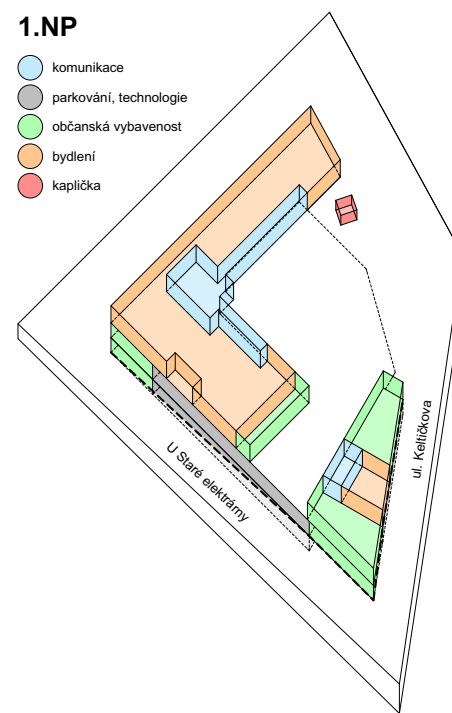 1.NP
komunikace
parkování, technologie
občanská vybavenost
bydlení
kaplička
U Staré elektrárny
ul. Keltičkova